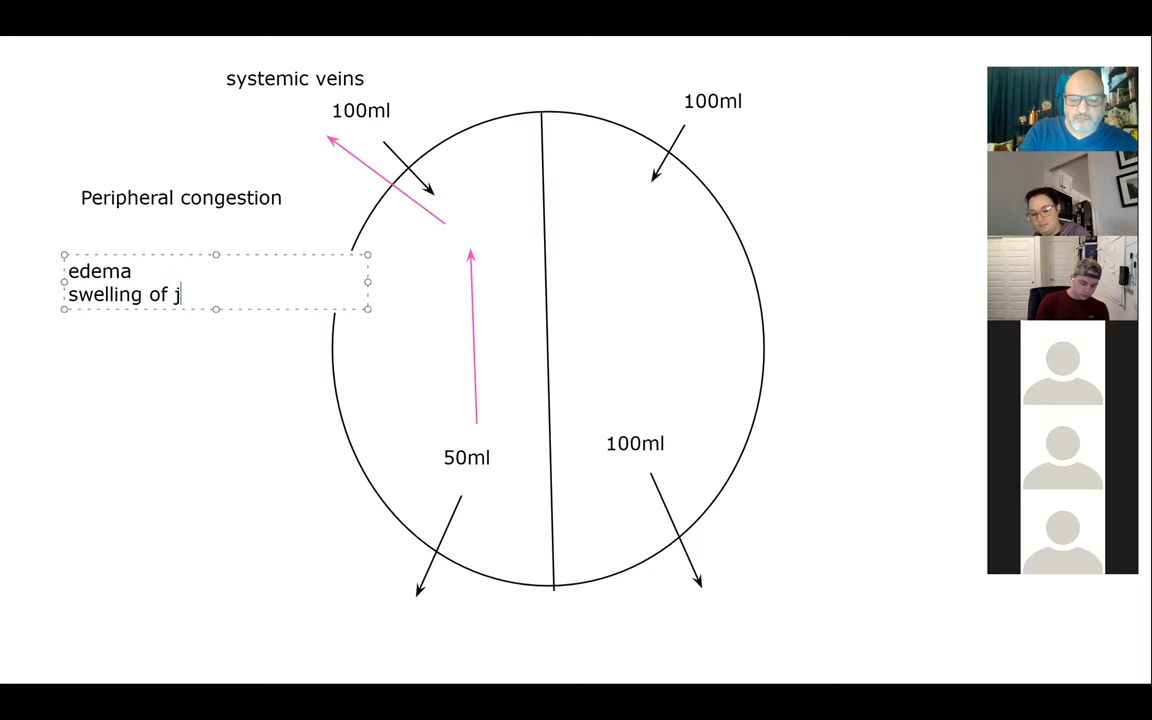 systemic veins
100ml
100ml
Peripheral congestion
edema
swelling of j
100ml
50ml